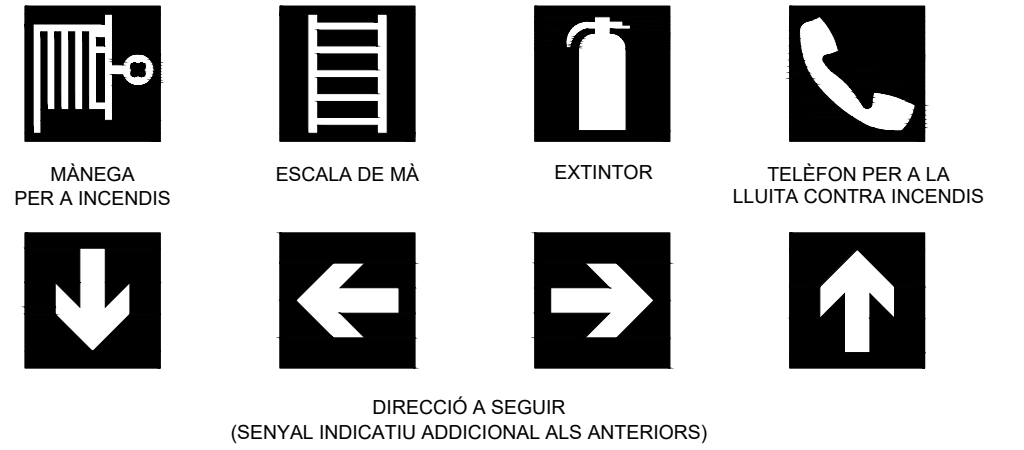 MÀNEGA
PER A INCENDIS
ESCALA DE MÀ
EXTINTOR
TELÈFON PER A LA
LLUITA CONTRA INCENDIS
DIRECCIÓ A SEGUIR
(SENYAL INDICATIU ADDICIONAL ALS ANTERIORS)